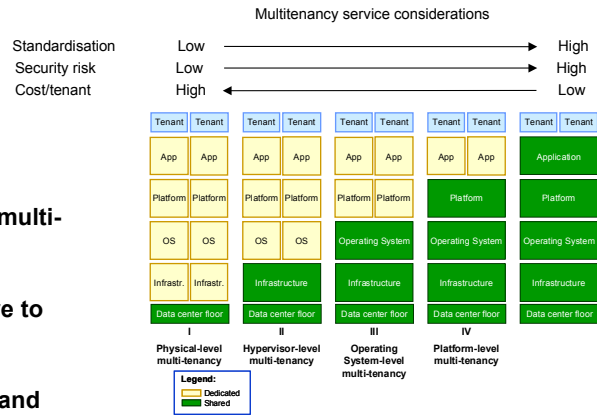 Multitenancy service considerations
Standardisation Low High
Security risk Low High
Cost/tenant High Low
Tenant Tenant Tenant Tenant Tenant Tenant Tenant Tenant Tenant Tenant
App App App App App App App App Application
Platform Platform Platform Platform Platform Platform Platform Platform
multi-
OS OS OS OS Operating System Operating System Operating System
Infrastr. Infrastr. Infrastructure Infrastructure Infrastructure Infrastructure
e to
Data center floor Data center floor Data center floor Data center floor Data center floor
I II III IV
Physical-level Hypervisor-level Operating Platform-level
multi-tenancy multi-tenancy System-level multi-tenancy
multi-tenancy
Legend:
Dedicated
and
Shared